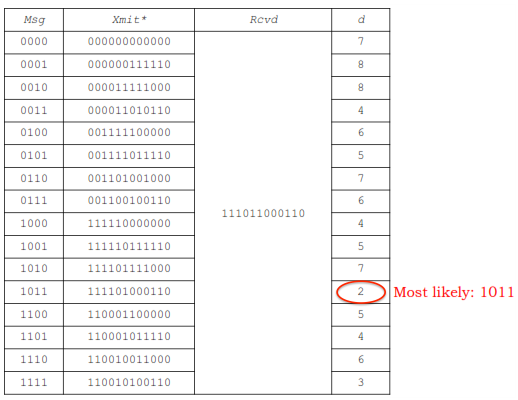 Msg Xmit* Rcvd d
0000 000000000000 7
0001 000000111110 8
0010 000011111000 8
0011 000011010110 4
0100 001111100000 6
0101 001111011110 5
0110 001101001000 7
0111 001100100110 6
111011000110
1000 111110000000 4
1001 111110111110 5
1010 111101111000 7
1011 111101000110 2 Most likely: 1011
1100 110001100000 5
1101 110001011110 4
1110 110010011000 6
1111 110010100110 3